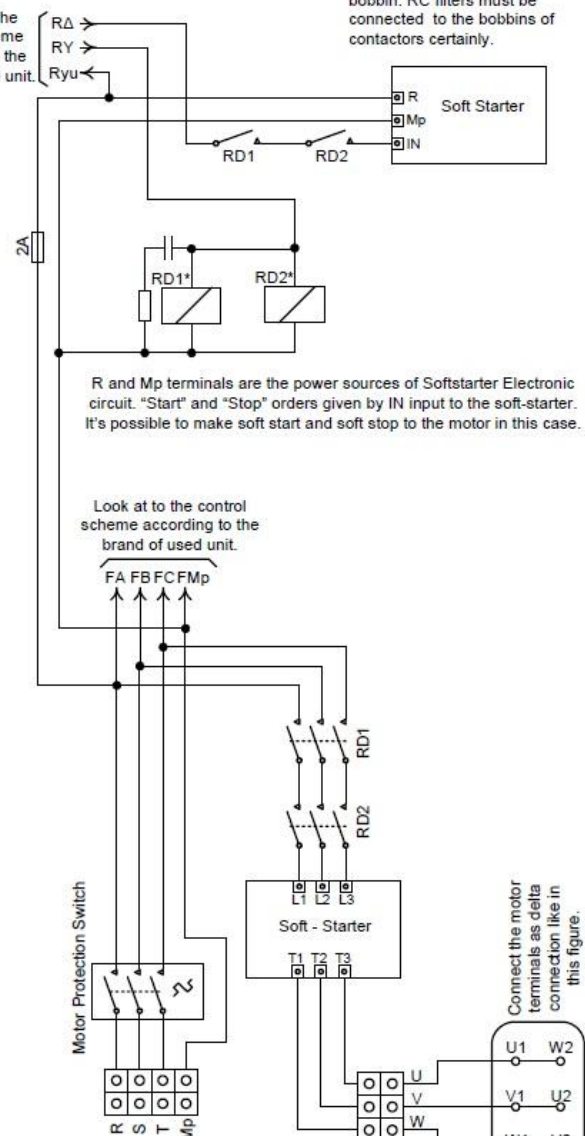 he
me
the
unit.
RΔ
RY
Ryu
bobbin. RC filters must be
connected to the bobbins of
contactors certainly.
R
Mp
IN
Soft Starter
RD1
RD2
2A
RD1*
RD2*
R and Mp terminals are the power sources of Softstarter Electronic
circuit. “Start” and “Stop” orders given by IN input to the soft-starter.
It’s possible to make soft start and soft stop to the motor in this case.
Look at to the control
scheme according to the
brand of used unit.
FA FB FC FMp
RD1
RD2
L1 L2 L3
Soft - Starter
T1 T2 T3
Motor Protection Switch
Connect the motor
terminals as delta
connection like in
this figure.
U
V
W
U1 W2
V1 U2
R S T Mp